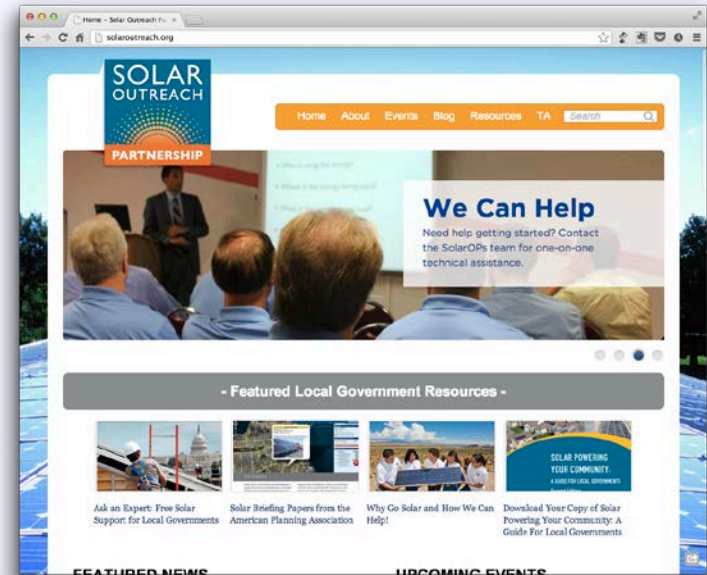 Home - Solar Outreach Pa
solaroutreach.org
SOLAR
OUTREACH
PARTNERSHIP
Home About Events Blog Resources TA Search
We Can Help
Need help getting started? Contact
the SolarOPs team for one-on-one
technical assistance.
- Featured Local Government Resources -
SOLAR POWERING
YOUR COMMUNITY:
A GUIDE FOR LOCAL GOVERNMENTS
Ask an Expert: Free Solar
Support for Local Governments
Solar Briefing Papers from the
American Planning Association
Why Go Solar and How We Can
Help!
Download Your Copy of Solar
Powering Your Community: A
Guide For Local Governments
FEATURED NEWS
UPCOMING EVENTS